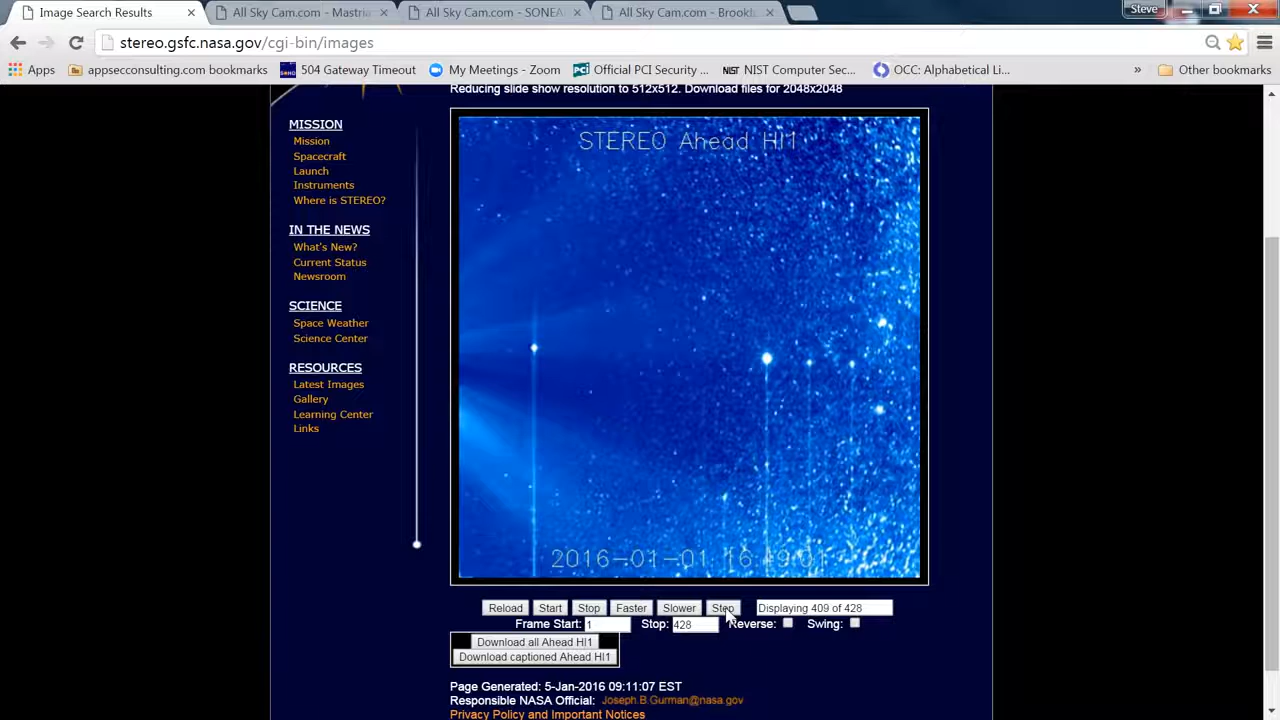 Steve
Image Search Results
All Sky Cam.com - Mastria
All Sky Cam.com - SONEA
All Sky Cam.com - Brookl
stereo.gsfc.nasa.gov/cgi-bin/images
Apps
appsecconsulting.com bookmarks
504 Gateway Timeout
My Meetings - Zoom
PCI
Official PCI Security ...
NIST
NIST Computer Sec...
OCC: Alphabetical Li...
»
Other bookmarks
Reducing slide show resolution to 512x512. Download files for 2048x2048
MISSION
Mission
Spacecraft
Launch
Instruments
Where is STEREO?
IN THE NEWS
What's New?
Current Status
Newsroom
SCIENCE
Space Weather
Science Center
RESOURCES
Latest Images
Gallery
Learning Center
Links
STEREO Ahead HI1
2016-01-01 16:49:01
Reload Start Stop Faster Slower Step Displaying 409 of 428
Frame Start: 1 Stop: 428 Reverse: Swing:
Download all Ahead HI1
Download captioned Ahead HI1
Page Generated: 5-Jan-2016 09:11:07 EST
Responsible NASA Official: Joseph.B.Gurman@nasa.gov
Privacy Policy and Important Notices